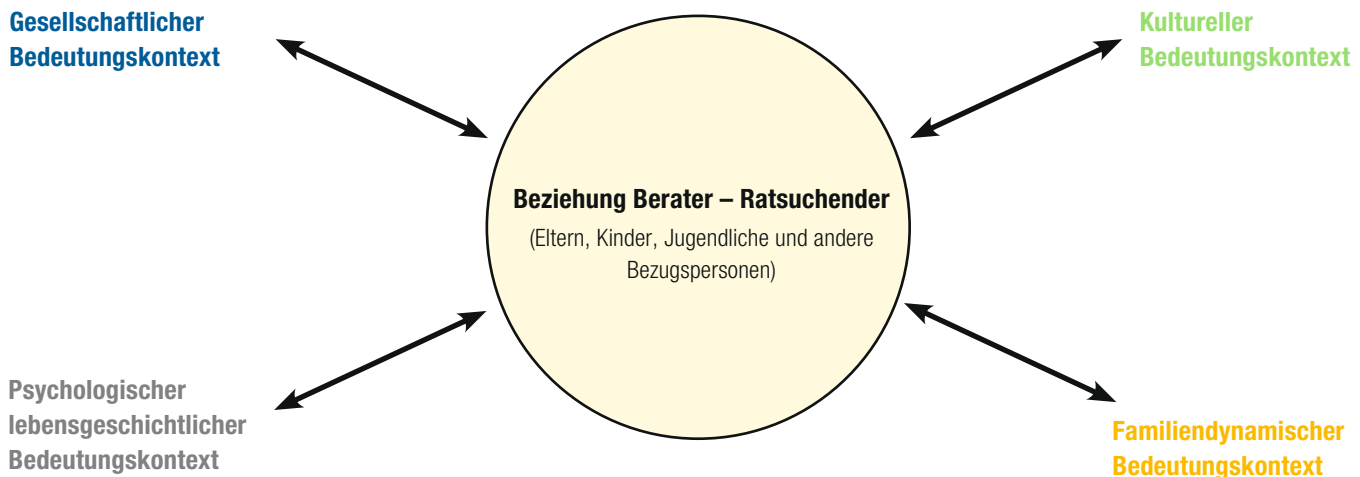 Gesellschaftlicher
Bedeutungskontext
Kultureller
Bedeutungskontext
Beziehung Berater – Ratsuchender
(Eltern, Kinder, Jugendliche und andere
Bezugspersonen)
Psychologischer
lebensgeschichtlicher
Bedeutungskontext
Familiendynamischer
Bedeutungskontext